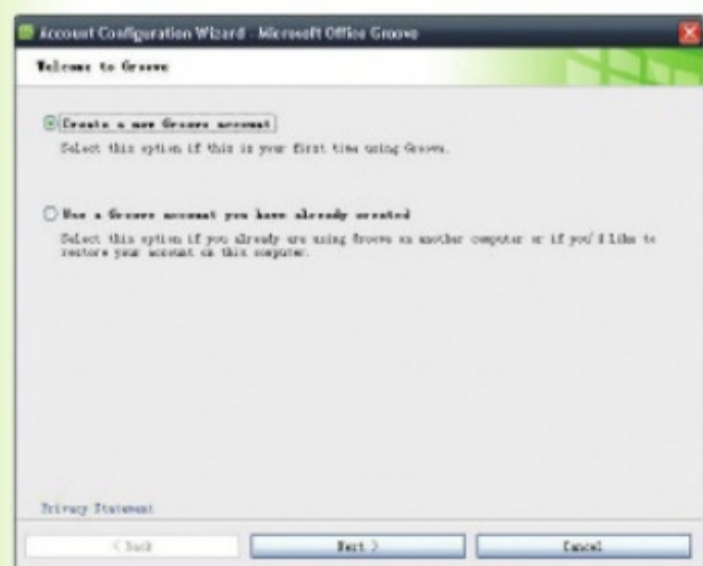 Account Configuration Wizard - Microsoft Office Groove
Welcome to Groove
Create a new Groove account
Select this option if this is your first time using Groove.
Use a Groove account you have already created
Select this option if you already are using Groove on another computer or if you'd like to
restore your account on this computer.
Privacy Statement
< Back
Next >
Cancel